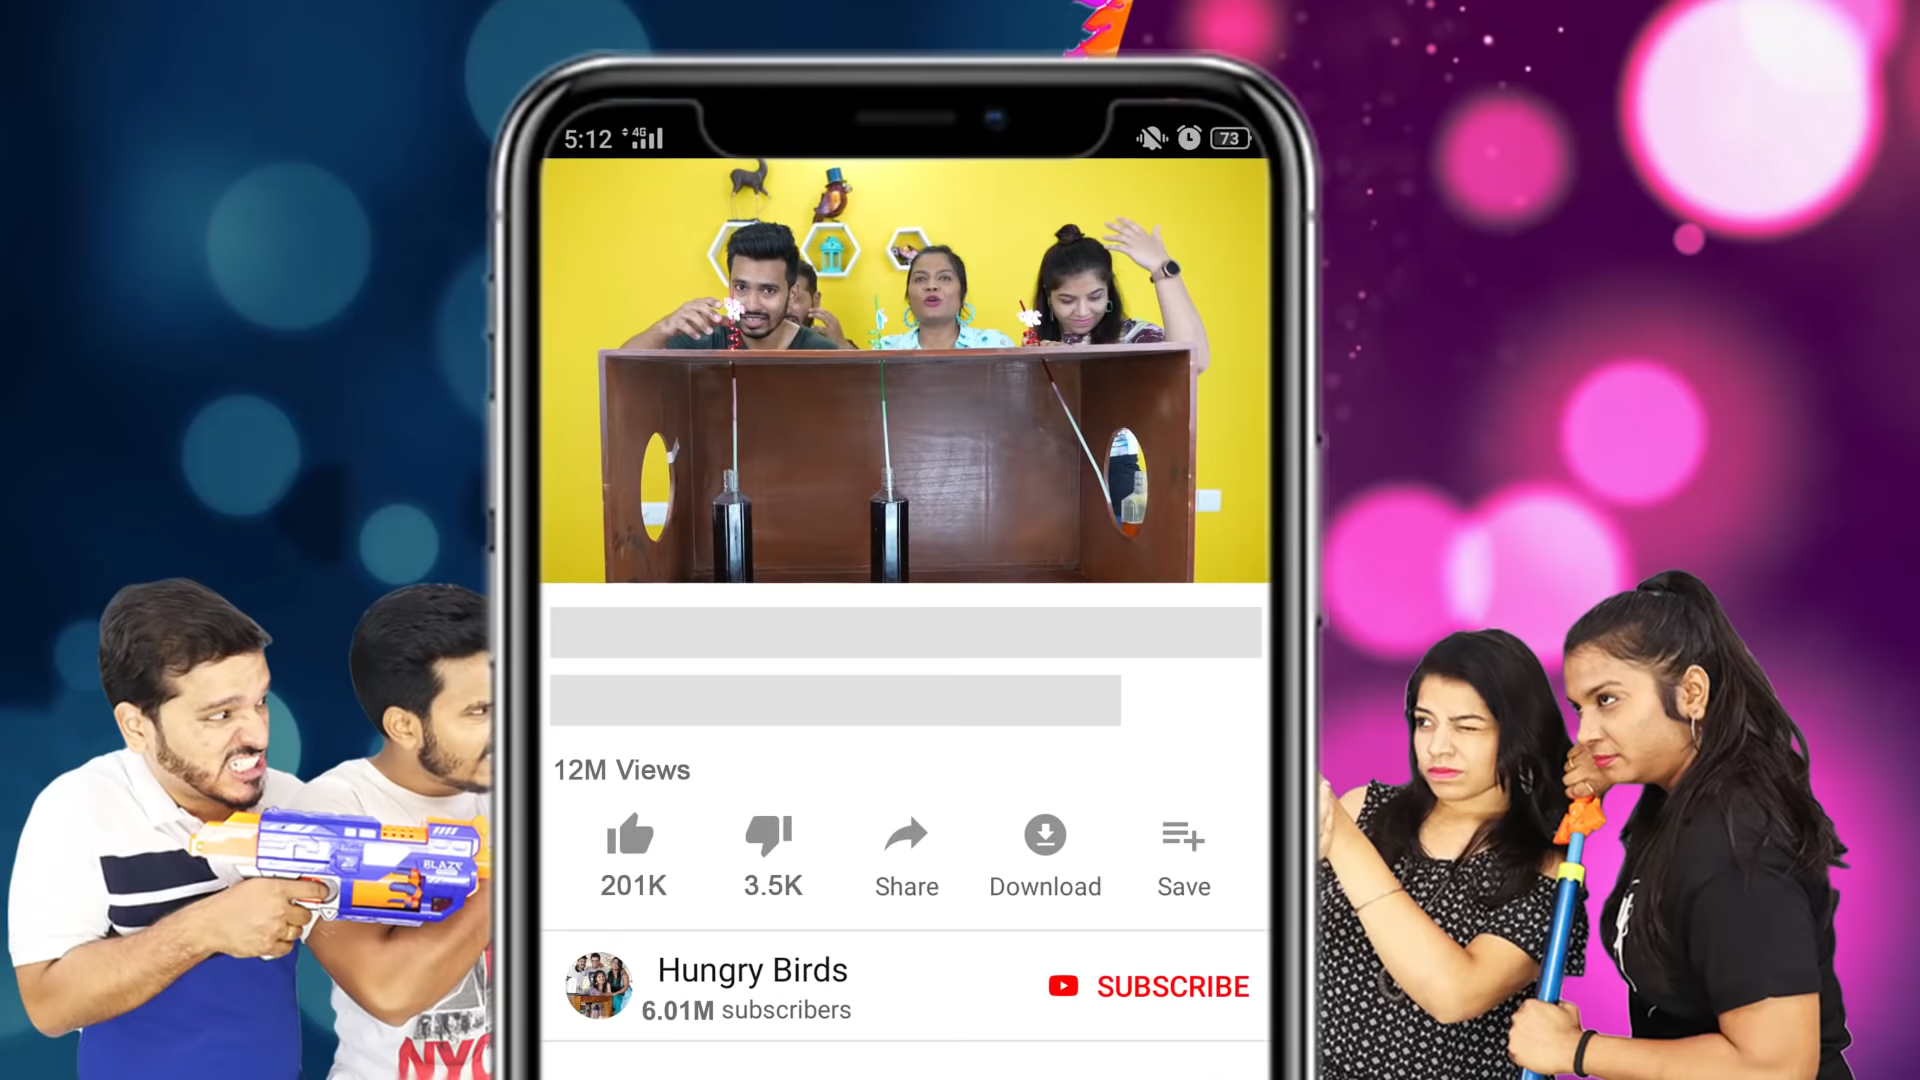 5:12 4G 73
12M Views
201K 3.5K Share Download Save
Hungry Birds
6.01M subscribers
SUBSCRIBE
BLAZE
NYC